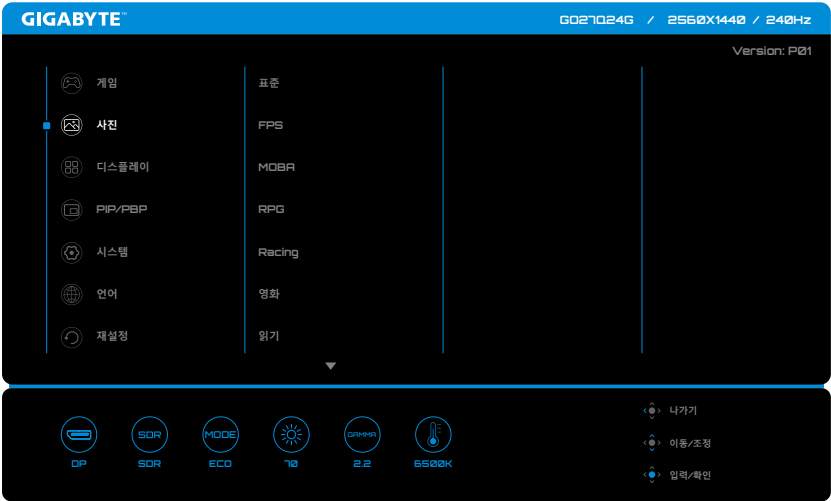 GIGABYTE™ GO27Q24G / 2560X1440 / 240Hz
Version: P01
게임 표준
사진 FPS
디스플레이 MOBA
PIP/PBP RPG
시스템 Racing
언어 영화
재설정 읽기
나가기
이동/조정
입력/확인
SDR MODE GAMMA
DP SDR ECO 70 2.2 6500K